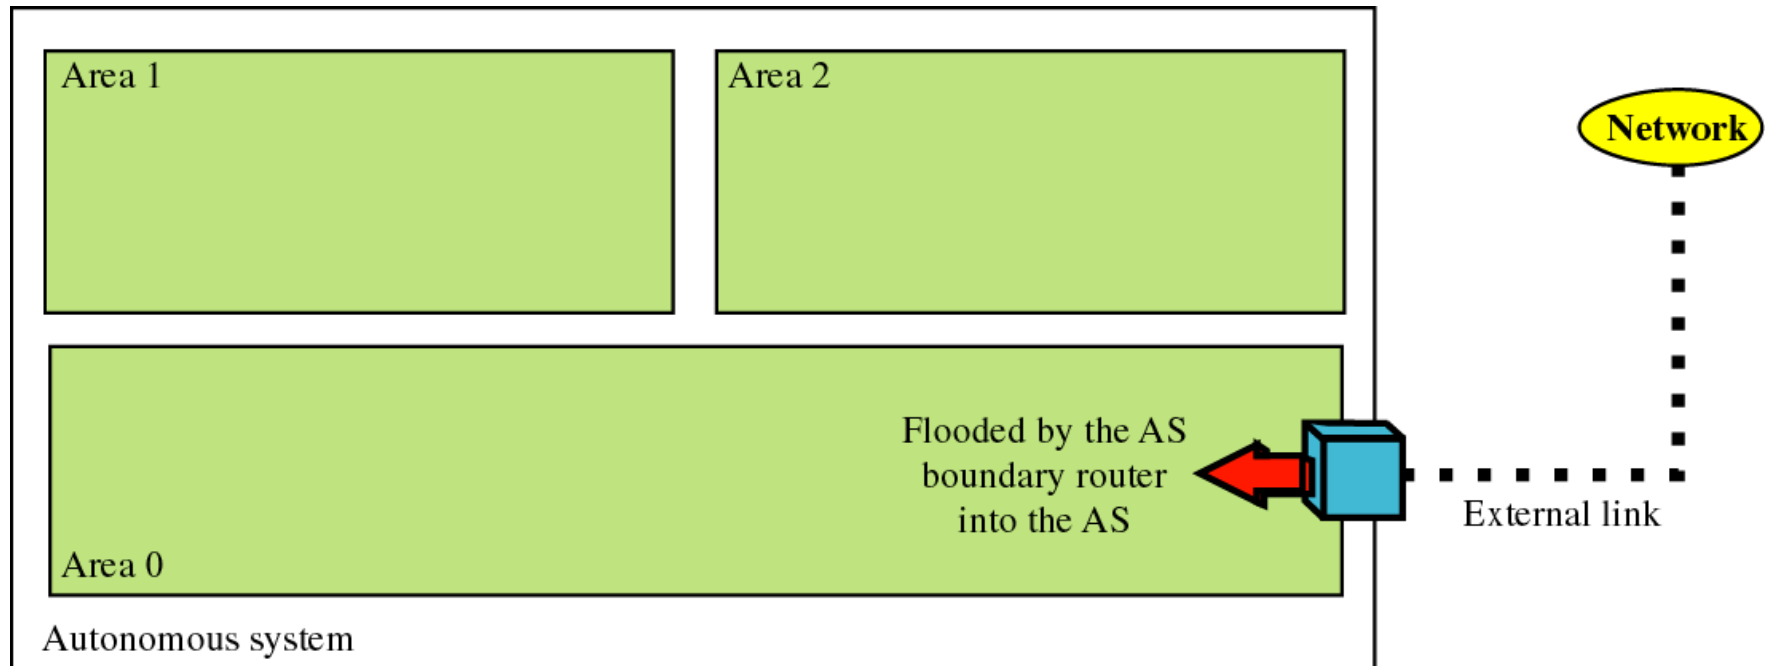 Area 1
Area 2
Network
Flooded by the AS
boundary router
into the AS
External link
Area 0
Autonomous system